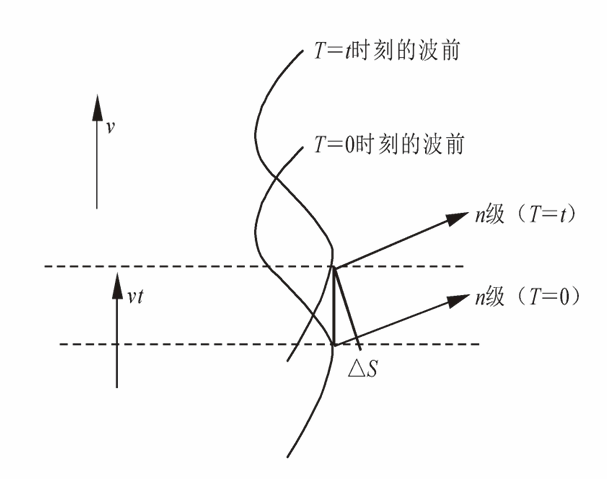 T=t时刻的波前
v
T=0时刻的波前
n级（T=t）
vt
n级（T=0）
△S